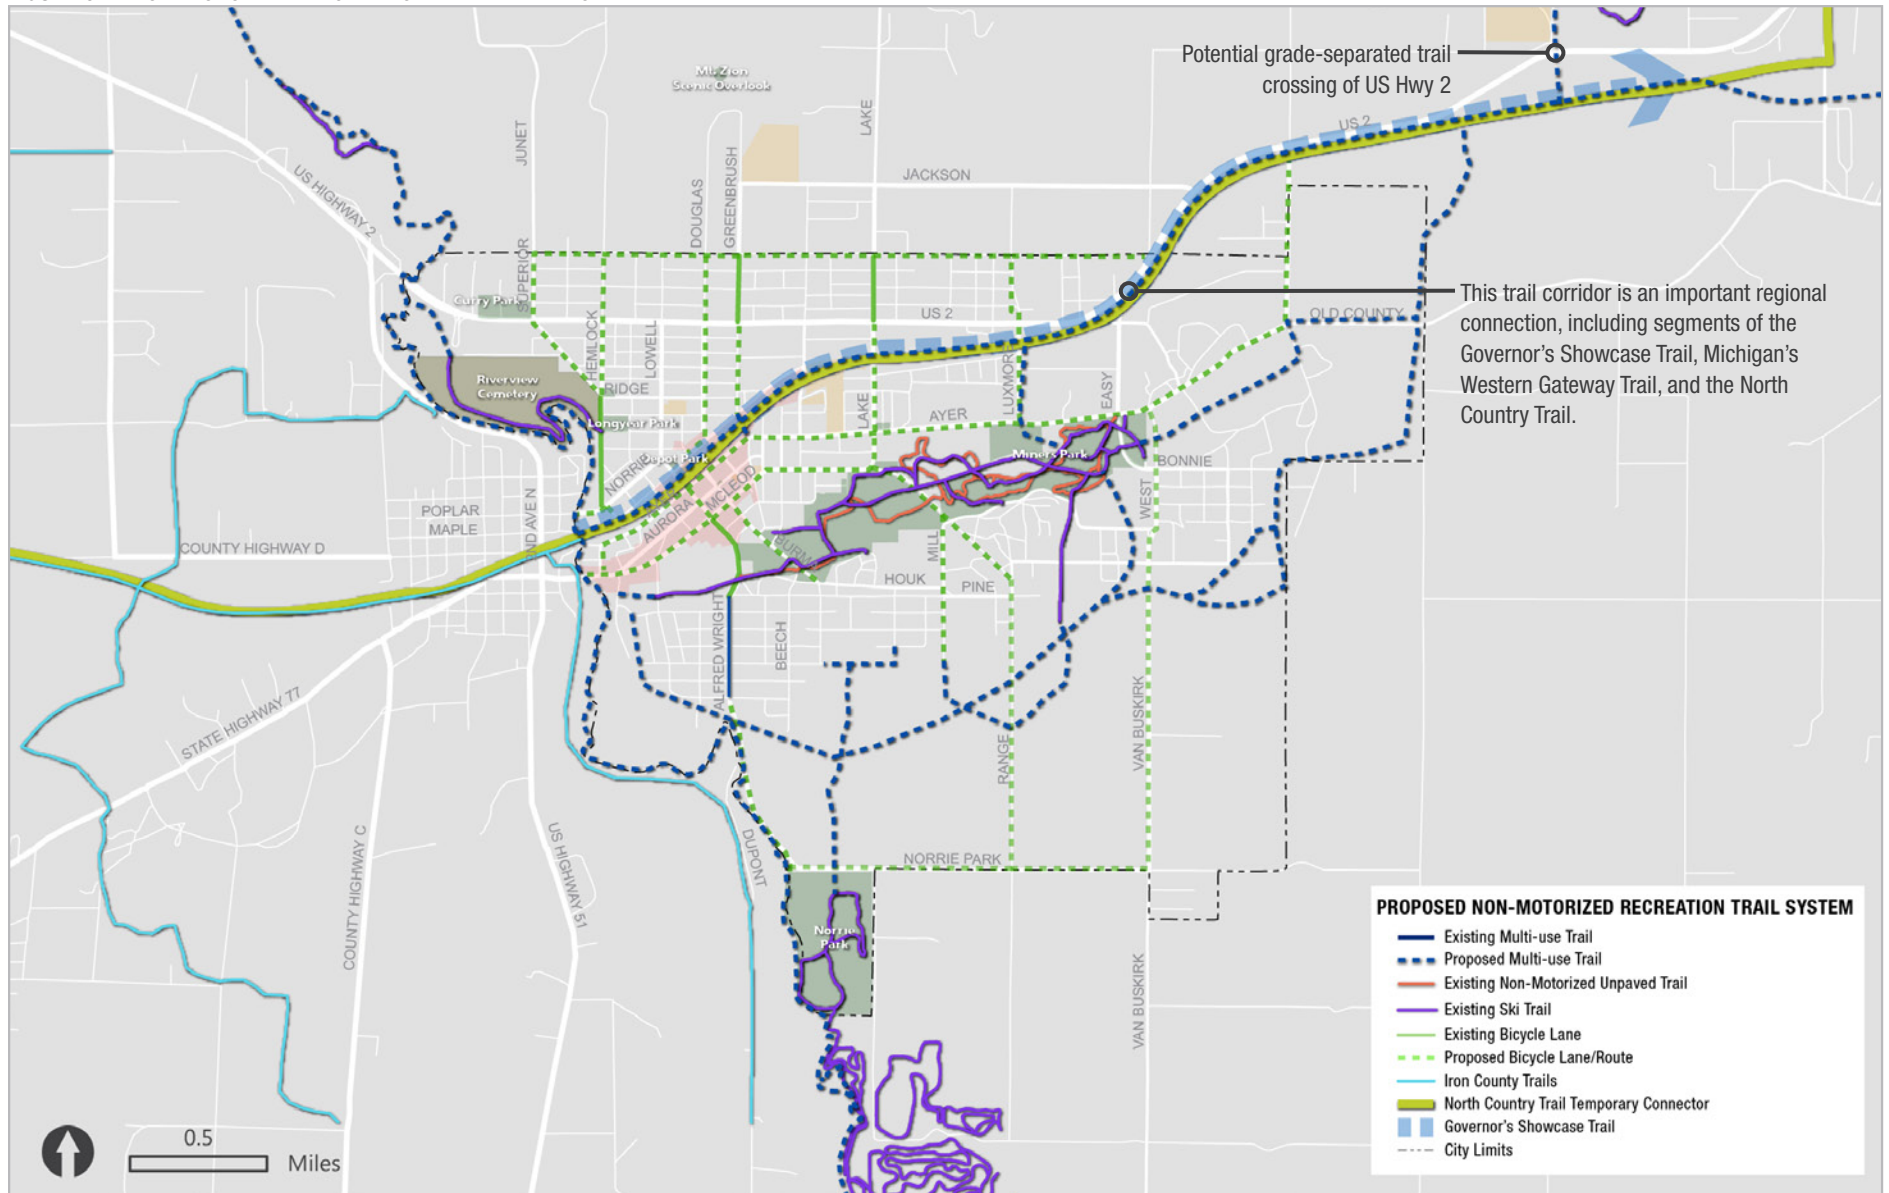 Potential grade-separated trail
crossing of US Hwy 2
Mt. Zion
Scenic Overlook
LAKE
JUNET
US 2
US HIGHWAY 2
DOUGLAS
GREENBRUSH
JACKSON
SUPERIOR
Curry Park
US 2
OLD COUNTY
This trail corridor is an important regional
connection, including segments of the
Governor's Showcase Trail, Michigan's
Western Gateway Trail, and the North
Country Trail.
HEMLOCK
LOWELL
Riverview
Cemetery
RIDGE
LUXMORE
EASY
LAKE
AYER
Longyear Park
Depot Park
NORRIE
Miners Park
BONNIE
MCLEOD
AURORA
WEST
POPLAR
MAPLE
2ND AVE N
COUNTY HIGHWAY D
BURMA
MILL
HOUK
PINE
ALFRED WRIGHT
BEECH
STATE HIGHWAY 77
VAN BUSKIRK
RANGE
COUNTY HIGHWAY C
US HIGHWAY 51
DUPONT
NORRIE PARK
Norrie
Park
VAN BUSKIRK
PROPOSED NON-MOTORIZED RECREATION TRAIL SYSTEM
Existing Multi-use Trail
Proposed Multi-use Trail
Existing Non-Motorized Unpaved Trail
Existing Ski Trail
Existing Bicycle Lane
Proposed Bicycle Lane/Route
Iron County Trails
North Country Trail Temporary Connector
Governor's Showcase Trail
City Limits
0.5
Miles